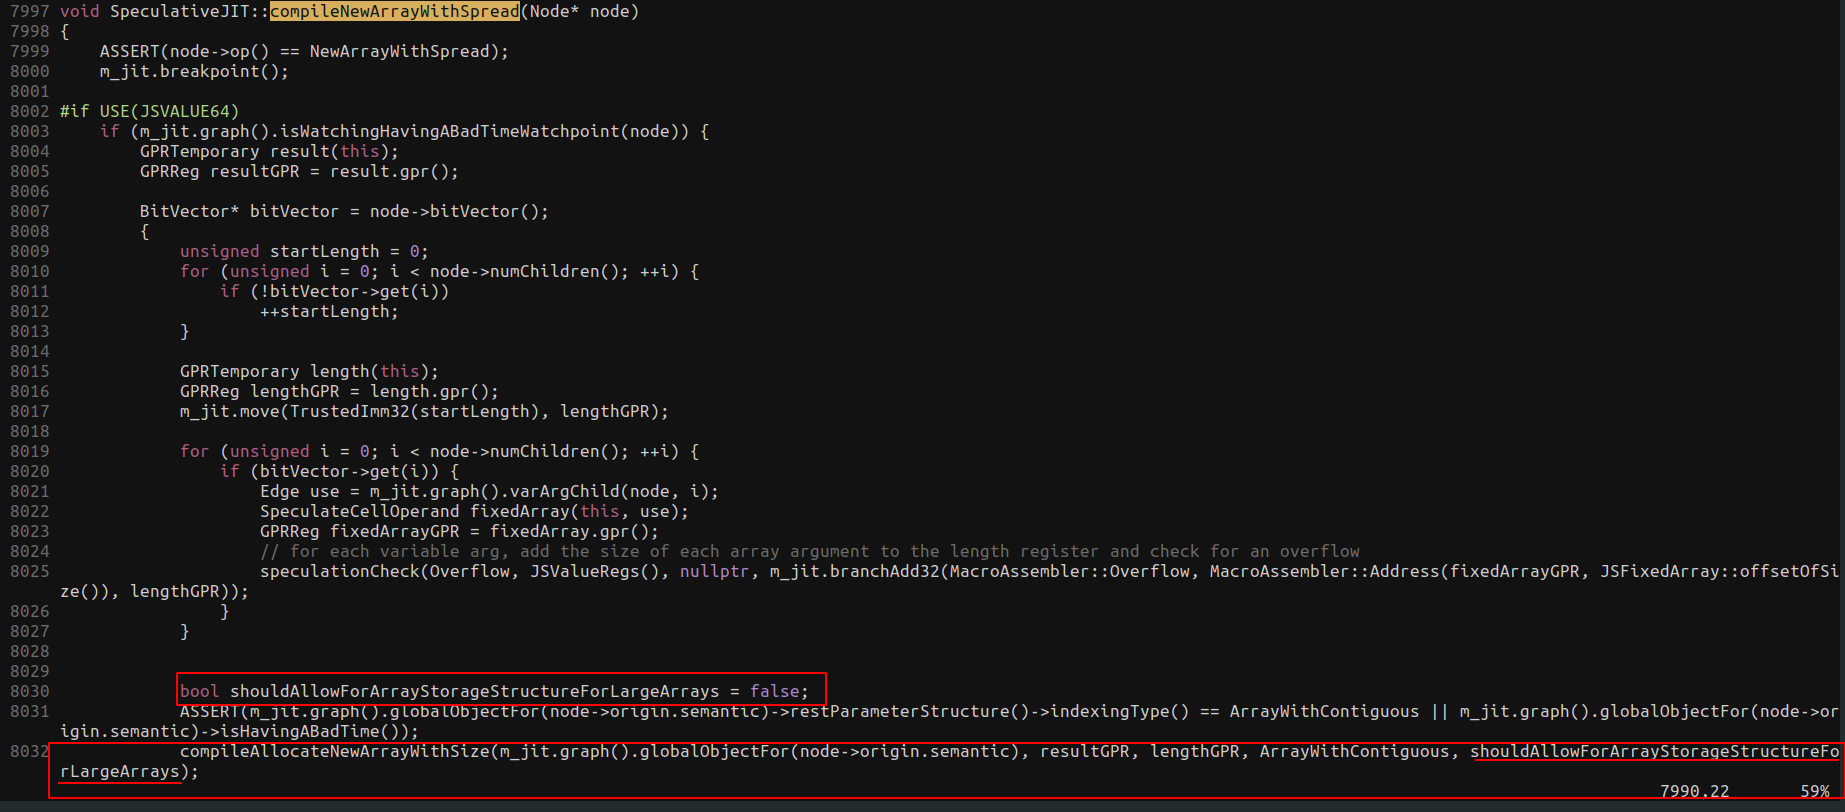 7997 void SpeculativeJIT::compileNewArrayWithSpread(Node* node)
7998 {
7999     ASSERT(node->op() == NewArrayWithSpread);
8000     m_jit.breakpoint();
8001
8002 #if USE(JSVALUE64)
8003     if (m_jit.graph().isWatchingHavingABadTimeWatchpoint(node)) {
8004         GPRTemporary result(this);
8005         GPRReg resultGPR = result.gpr();
8006
8007         BitVector* bitVector = node->bitVector();
8008         {
8009             unsigned startLength = 0;
8010             for (unsigned i = 0; i < node->numChildren(); ++i) {
8011                 if (!bitVector->get(i))
8012                     ++startLength;
8013             }
8014
8015             GPRTemporary length(this);
8016             GPRReg lengthGPR = length.gpr();
8017             m_jit.move(TrustedImm32(startLength), lengthGPR);
8018
8019             for (unsigned i = 0; i < node->numChildren(); ++i) {
8020                 if (bitVector->get(i)) {
8021                     Edge use = m_jit.graph().varArgChild(node, i);
8022                     SpeculateCellOperand fixedArray(this, use);
8023                     GPRReg fixedArrayGPR = fixedArray.gpr();
8024                     // for each variable arg, add the size of each array argument to the length register and check for an overflow
8025                     speculationCheck(Overflow, JSValueRegs(), nullptr, m_jit.branchAdd32(MacroAssembler::Overflow, MacroAssembler::Address(fixedArrayGPR, JSFixedArray::offsetOfSi
ze()), lengthGPR));
8026                 }
8027             }
8028
8029
8030             bool shouldAllowForArrayStorageStructureForLargeArrays = false;
8031             ASSERT(m_jit.graph().globalObjectFor(node->origin.semantic)->restParameterStructure()->indexingType() == ArrayWithContiguous || m_jit.graph().globalObjectFor(node->or
igin.semantic)->isHavingABadTime());
8032             compileAllocateNewArrayWithSize(m_jit.graph().globalObjectFor(node->origin.semantic), resultGPR, lengthGPR, ArrayWithContiguous, shouldAllowForArrayStorageStructureFo
rLargeArrays);
7990,22 59%